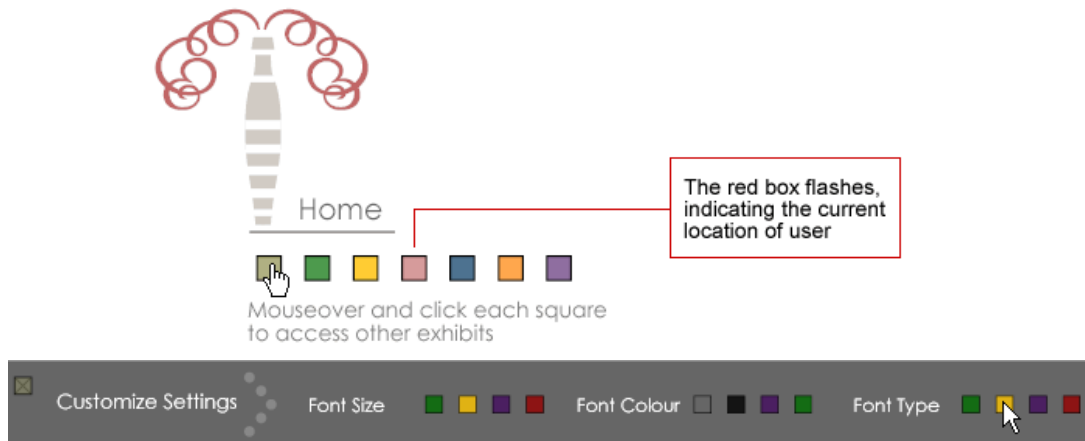 Home
The red box flashes,
indicating the current
location of user
Mouseover and click each square
to access other exhibits
Customize Settings
Font Size
Font Colour
Font Type